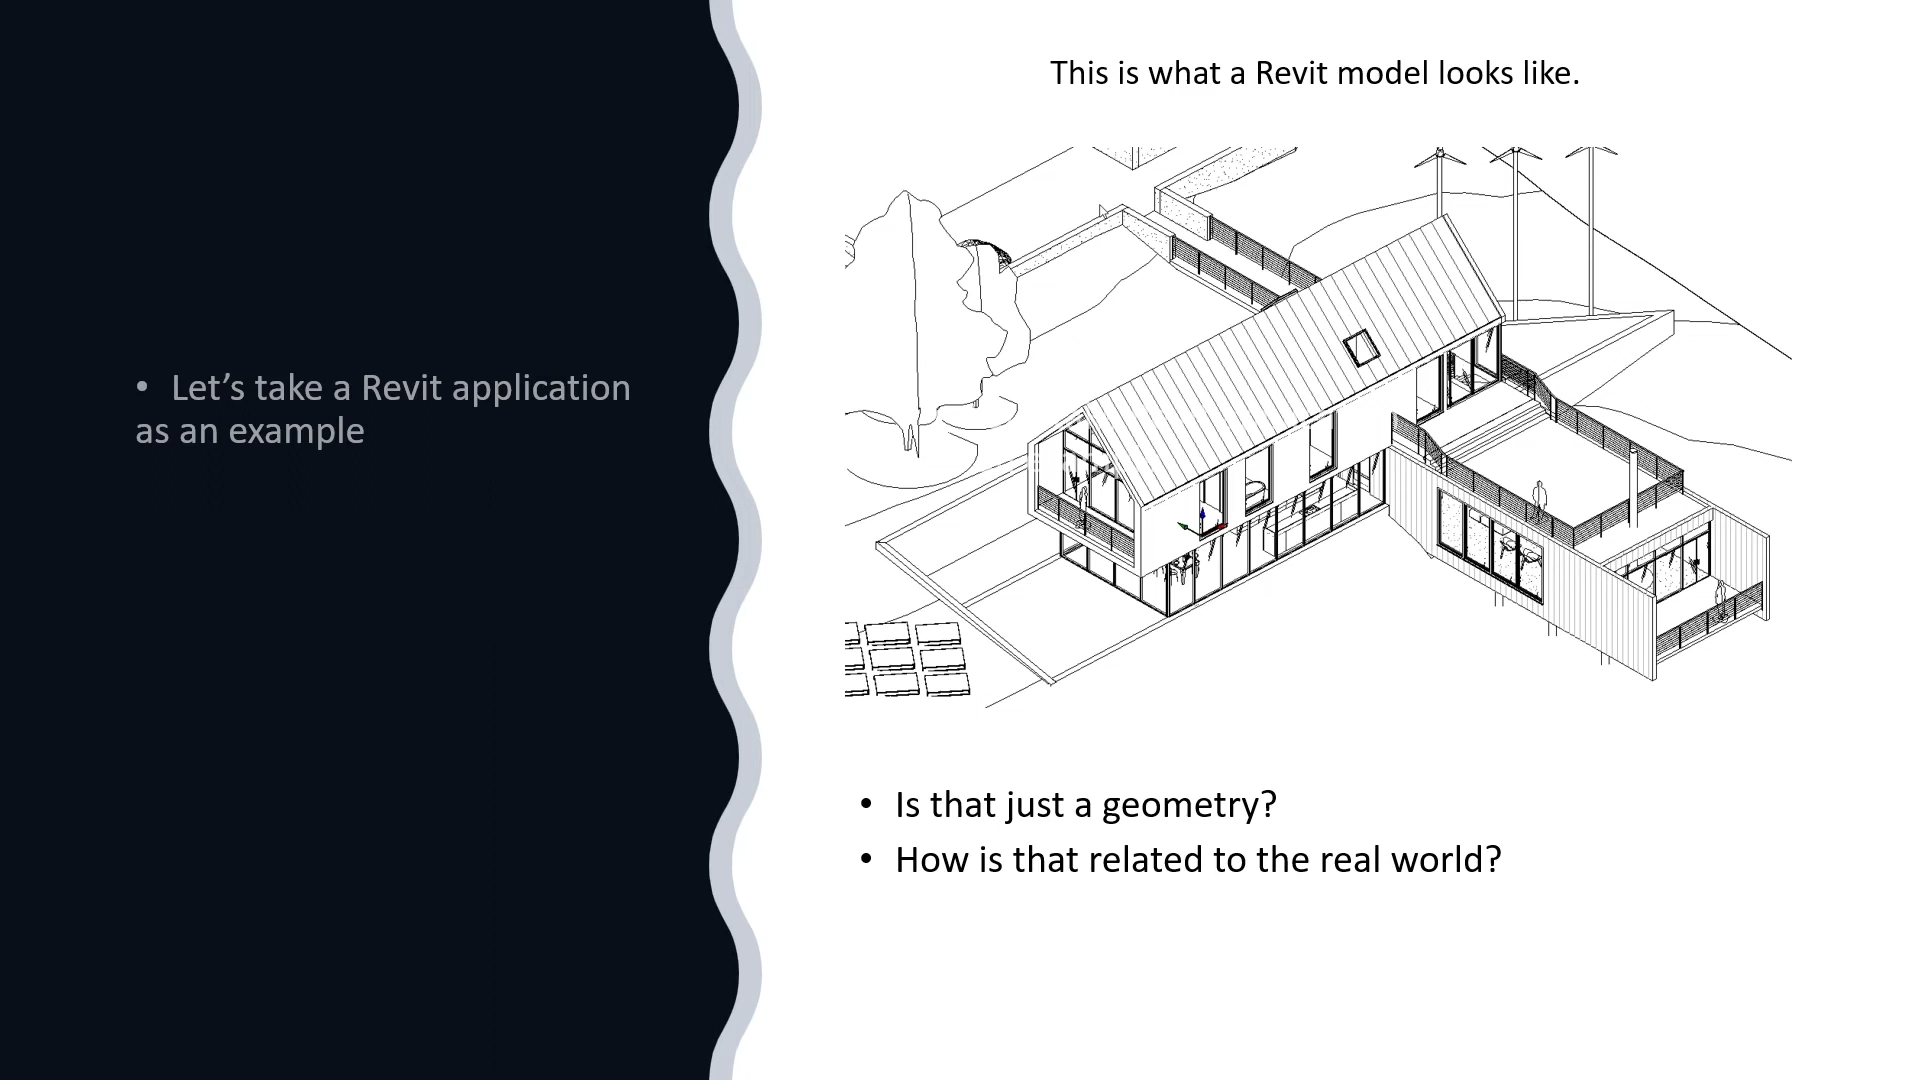 • Let’s take a Revit application
as an example
This is what a Revit model looks like.
• Is that just a geometry?
• How is that related to the real world?